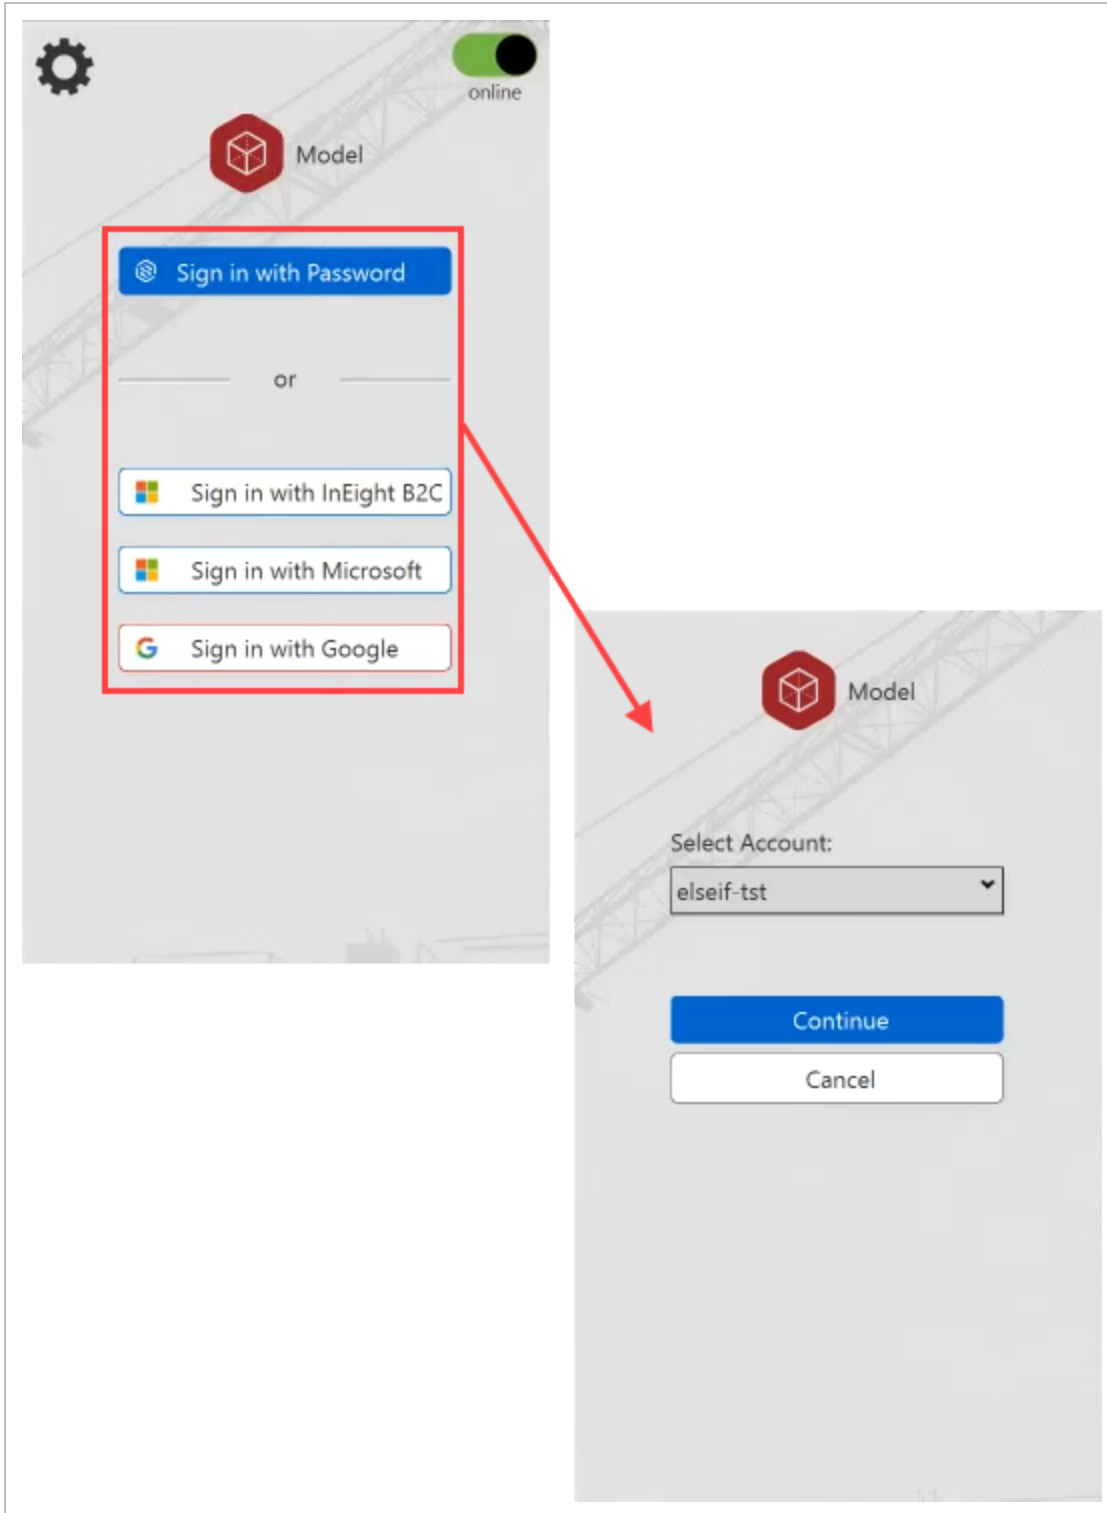 online
Model
Sign in with Password
or
Sign in with InEight B2C
Sign in with Microsoft
Sign in with Google
Model
Select Account:
elseif-tst
Continue
Cancel